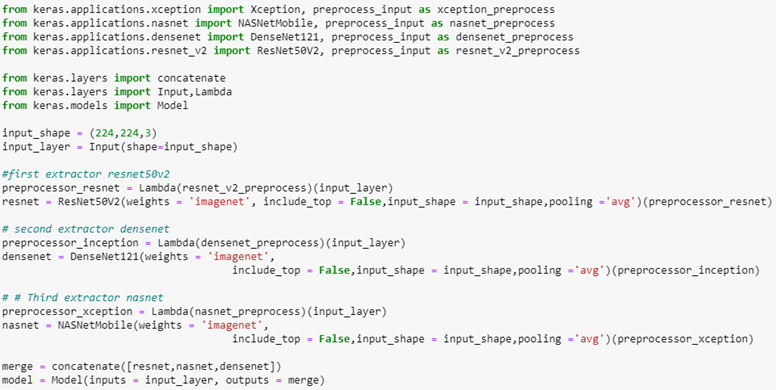 from keras.applications.xception import Xception, preprocess_input as xception_preprocess
from keras.applications.nasnet import NASNetMobile, preprocess_input as nasnet_preprocess
from keras.applications.densenet import DenseNet121, preprocess_input as densenet_preprocess
from keras.applications.resnet_v2 import ResNet50V2, preprocess_input as resnet_v2_preprocess

from keras.layers import concatenate
from keras.layers import Input,Lambda
from keras.models import Model

input_shape = (224,224,3)
input_layer = Input(shape=input_shape)

#first extractor resnet50v2
preprocessor_resnet = Lambda(resnet_v2_preprocess)(input_layer)
resnet = ResNet50V2(weights = 'imagenet', include_top = False,input_shape = input_shape,pooling ='avg')(preprocessor_resnet)

# second extractor densenet
preprocessor_inception = Lambda(densenet_preprocess)(input_layer)
densenet = DenseNet121(weights = 'imagenet',
include_top = False,input_shape = input_shape,pooling ='avg')(preprocessor_inception)

# # Third extractor nasnet
preprocessor_xception = Lambda(nasnet_preprocess)(input_layer)
nasnet = NASNetMobile(weights = 'imagenet',
include_top = False,input_shape = input_shape,pooling ='avg')(preprocessor_xception)

merge = concatenate([resnet,nasnet,densenet])
model = Model(inputs = input_layer, outputs = merge)